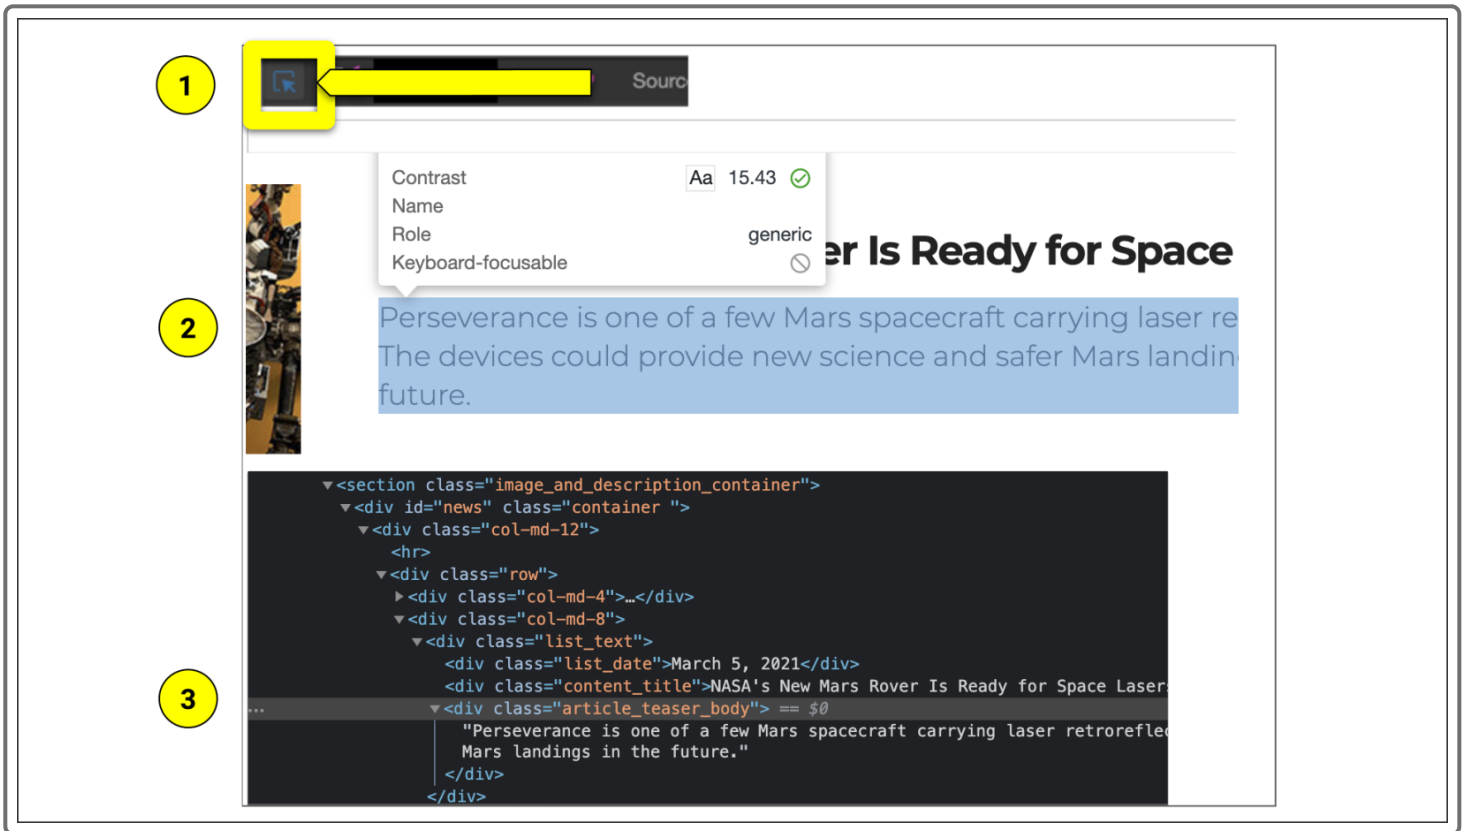 1
Sourc
Contrast Aa 15.43
Name
Role generic
Keyboard-focusable
er Is Ready for Space
2
Perseverance is one of a few Mars spacecraft carrying laser re
The devices could provide new science and safer Mars landin
future.
▼<section class="image_and_description_container">
▼<div id="news" class="container ">
▼<div class="col-md-12">
<hr>
▼<div class="row">
▶<div class="col-md-4">…</div>
▼<div class="col-md-8">
▼<div class="list_text">
<div class="list_date">March 5, 2021</div>
<div class="content_title">NASA's New Mars Rover Is Ready for Space Laser
3
... ▼<div class="article_teaser_body"> == $0
"Perseverance is one of a few Mars spacecraft carrying laser retroreflec
Mars landings in the future."
</div>
</div>